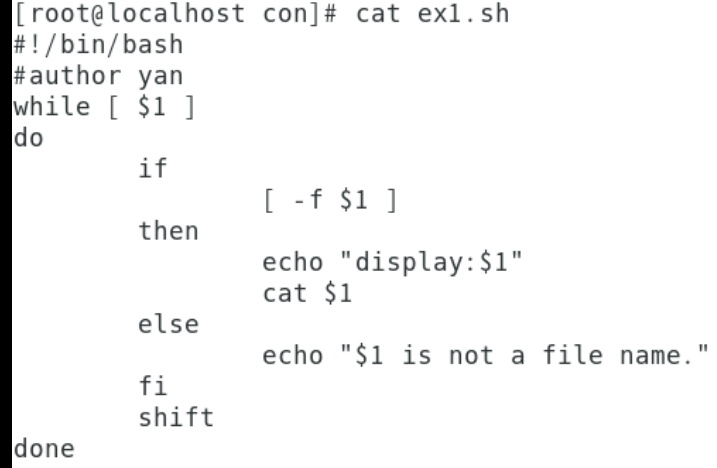 [root@localhost con]# cat ex1.sh
#!/bin/bash
#author yan
while [ $1 ]
do
        if
                [ -f $1 ]
        then
                echo "display:$1"
                cat $1
        else
                echo "$1 is not a file name."
        fi
        shift
done